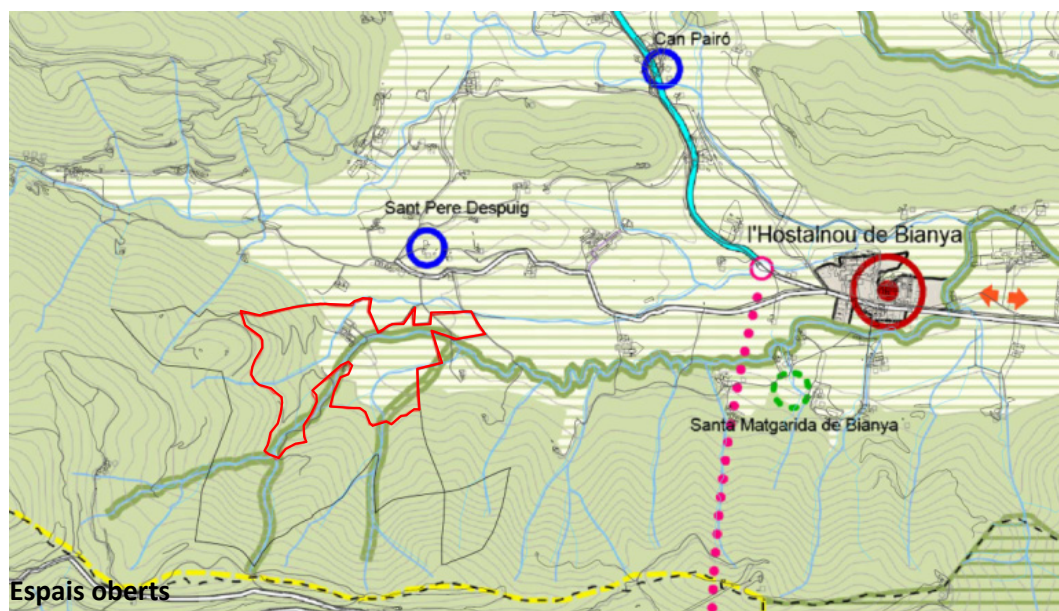 Can Pairó
Sant Pere Despuig
l'Hostalnou de Bianya
Santa Matgarida de Bianya
Espais oberts